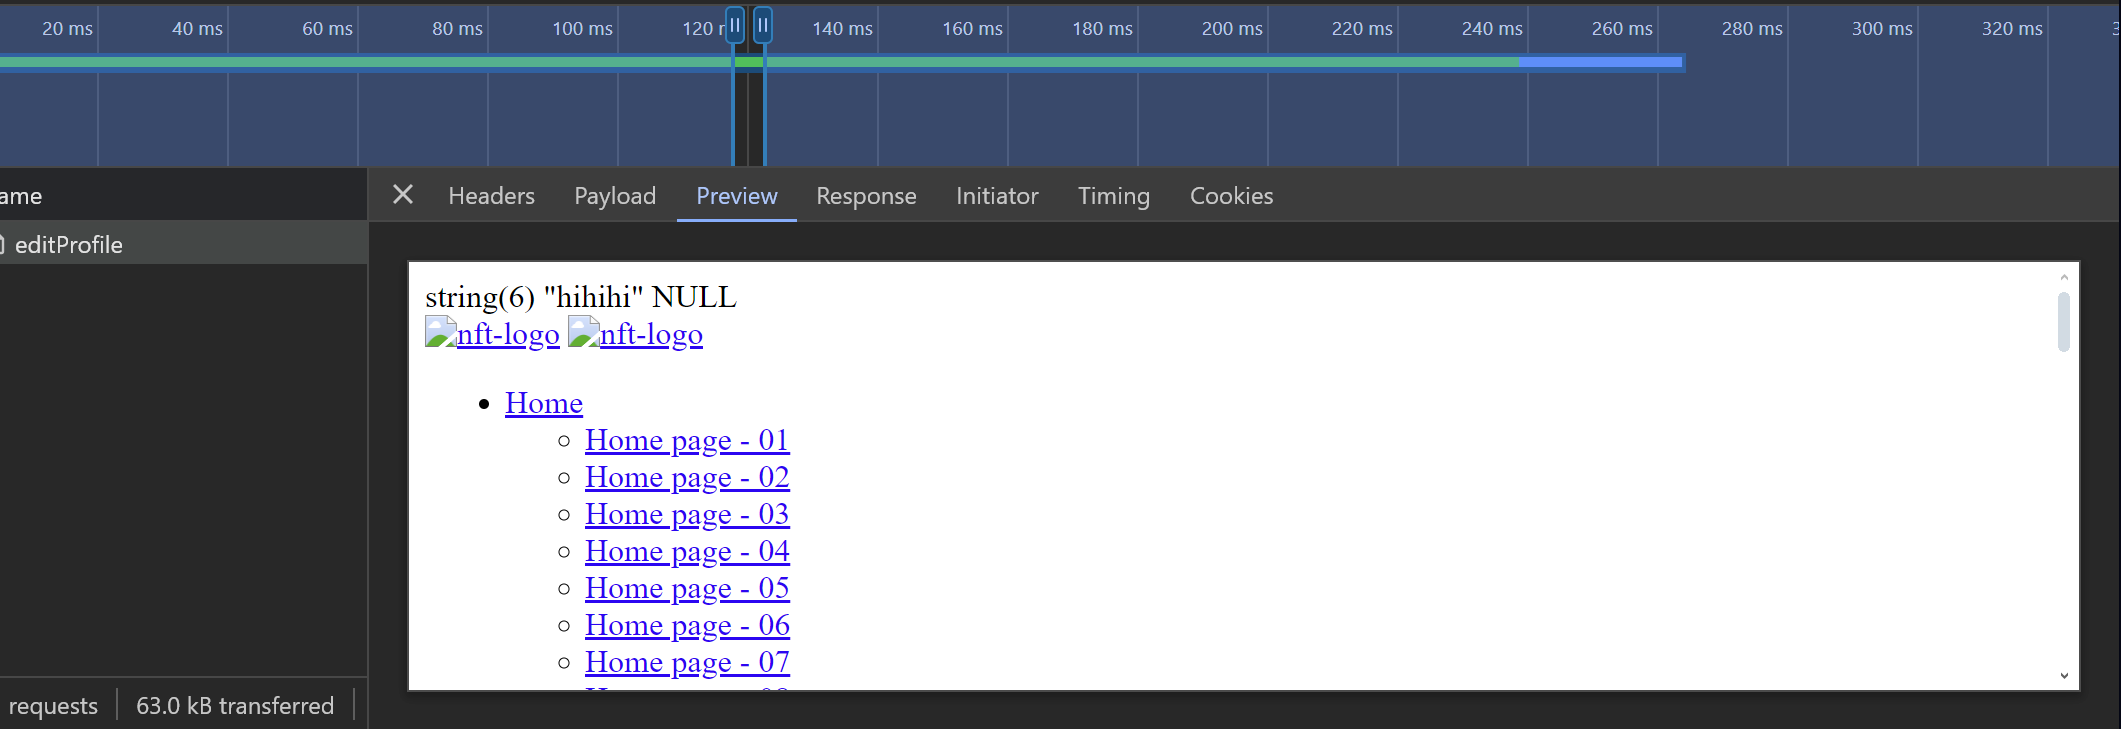 20 ms 40 ms 60 ms 80 ms 100 ms 120 140 ms 160 ms 180 ms 200 ms 220 ms 240 ms 260 ms 280 ms 300 ms 320 ms
ame
Headers Payload Preview Response Initiator Timing Cookies
editProfile
string(6) "hihihi" NULL
nft-logo nft-logo
Home
Home page - 01
Home page - 02
Home page - 03
Home page - 04
Home page - 05
Home page - 06
Home page - 07
requests 63.0 kB transferred